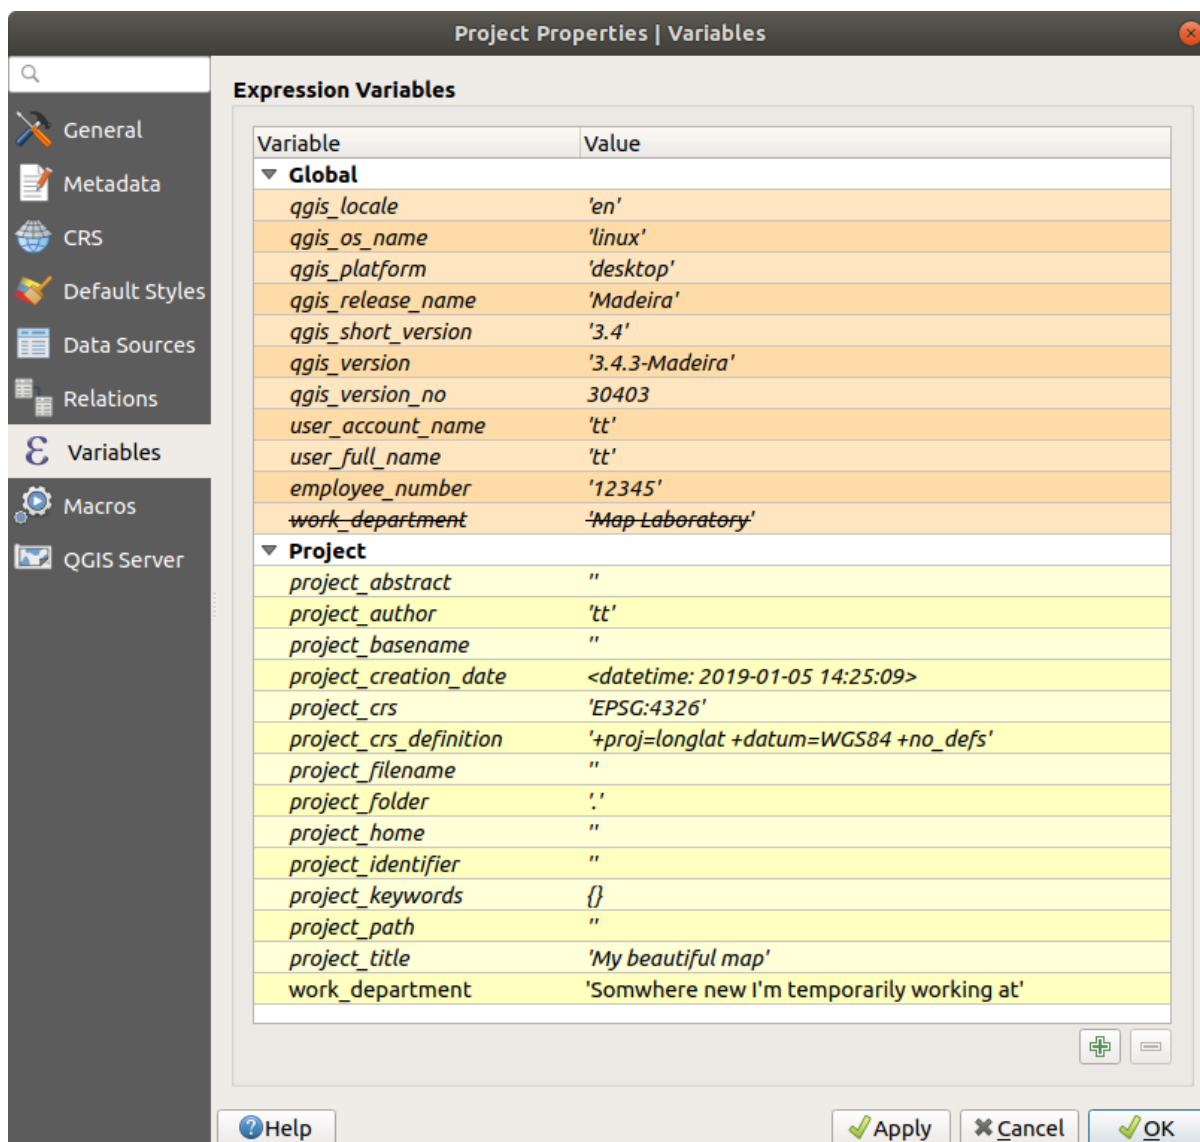 Project Properties | Variables
General
Metadata
CRS
Default Styles
Data Sources
Relations
Variables
Macros
QGIS Server
Expression Variables
Variable Value
Global
qgis_locale 'en'
qgis_os_name 'linux'
qgis_platform 'desktop'
qgis_release_name 'Madeira'
qgis_short_version '3.4'
qgis_version '3.4.3-Madeira'
qgis_version_no 30403
user_account_name 'tt'
user_full_name 'tt'
employee_number '12345'
work_department 'Map Laboratory'
Project
project_abstract ''
project_author 'tt'
project_basename ''
project_creation_date <datetime: 2019-01-05 14:25:09>
project_crs 'EPSG:4326'
project_crs_definition '+proj=longlat +datum=WGS84 +no_defs'
project_filename ''
project_folder '.'
project_home ''
project_identifier ''
project_keywords {}
project_path ''
project_title 'My beautiful map'
work_department 'Somwhere new I'm temporarily working at'
Help Apply Cancel OK